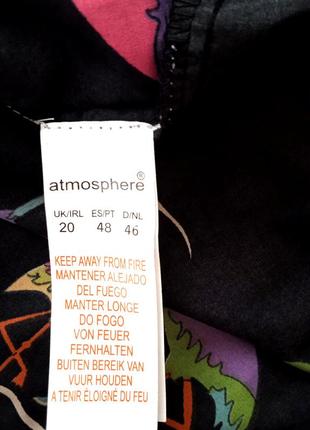 atmosphere®
UK/IRL ES/PT D/NL
20 48 46
KEEP AWAY FROM FIRE
MANTENER ALEJADO
DEL FUEGO
MANTER LONGE
DO FOGO
VON FEUER
FERNHALTEN
BUITEN BEREIK VAN
VUUR HOUDEN
A TENIR ÉLOIGNÉ DU FEU